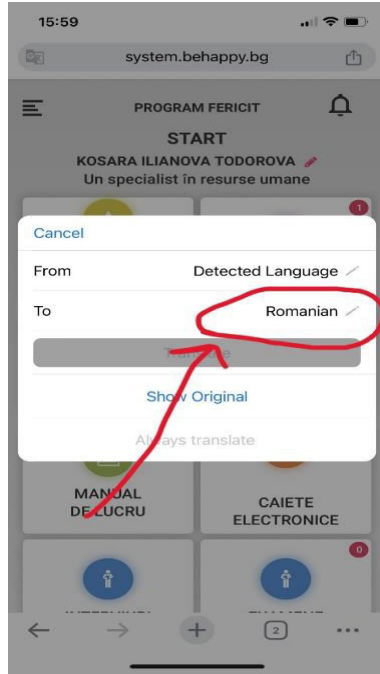 15:59
system.behappy.bg
PROGRAM FERICIT
START
KOSARA ILIANOVA TODOROVA
Un specialist în resurse umane
1
Cancel
From Detected Language
To Romanian
Show Original
Always translate
MANUAL
DE LUCRU
CAIETE
ELECTRONICE
0
2